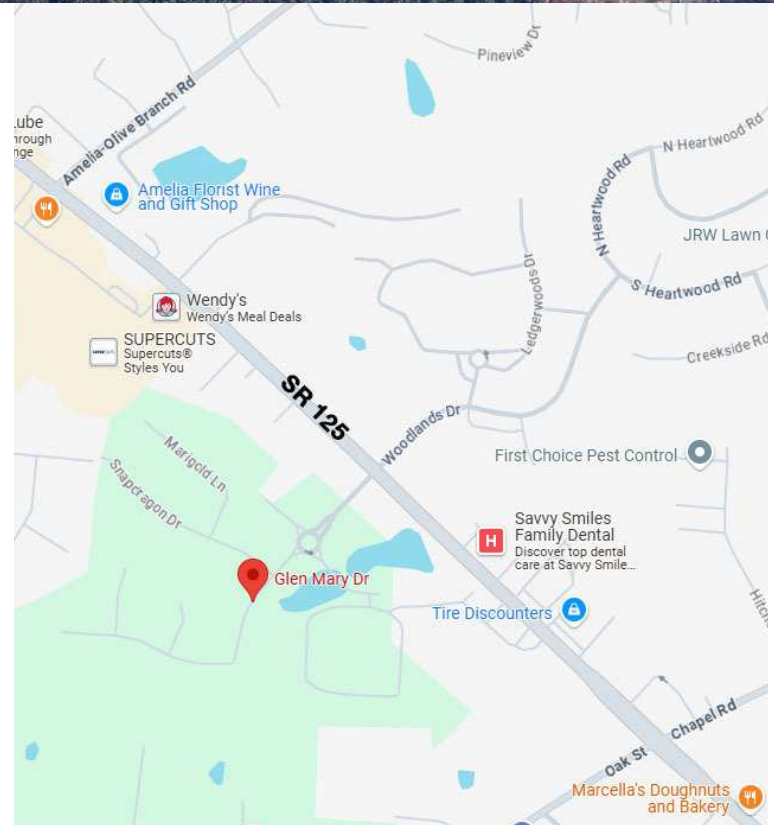 Pineview Dr
Amelia-Olive Branch Rd
ube
hrough
nge
N Heartwood Rd
Amelia Florist Wine
and Gift Shop
N Heartwood Rd
JRW Lawn
Ledgerwoods Dr
S Heartwood Rd
Wendy's
Wendy's Meal Deals
SUPERCUTS
Supercuts®
Styles You
Creekside Rd
SR 125
Woodlands Dr
Marigold Ln
First Choice Pest Control
Snapdragon Dr
H
Savvy Smiles
Family Dental
Discover top dental
care at Savvy Smile...
Glen Mary Dr
Tire Discounters
Hitch
Chapel Rd
Oak St
Marcella's Doughnuts
and Bakery